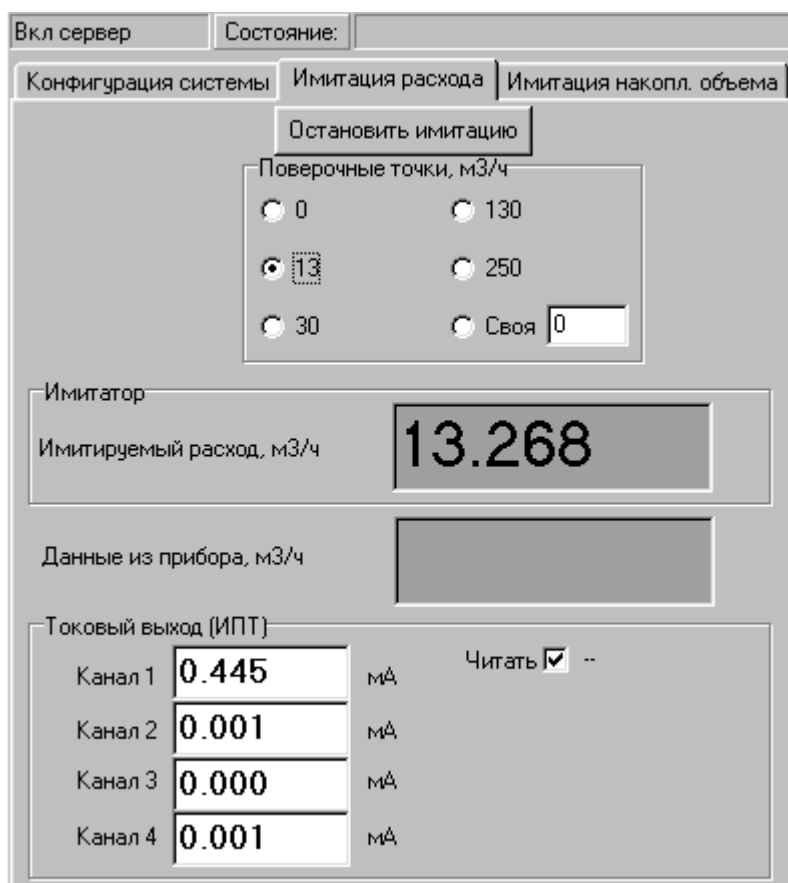 Вкл сервер Состояние:
Конфигурация системы Имитация расхода Имитация накопл. объема
Остановить имитацию
Поверочные точки, м3/ч
0 130
13 250
30 Своя 0
Имитатор
Имитируемый расход, м3/ч 13.268
Данные из прибора, м3/ч
Токовый выход (ИПТ)
Канал 1 0.445 мА Читать --
Канал 2 0.001 мА
Канал 3 0.000 мА
Канал 4 0.001 мА